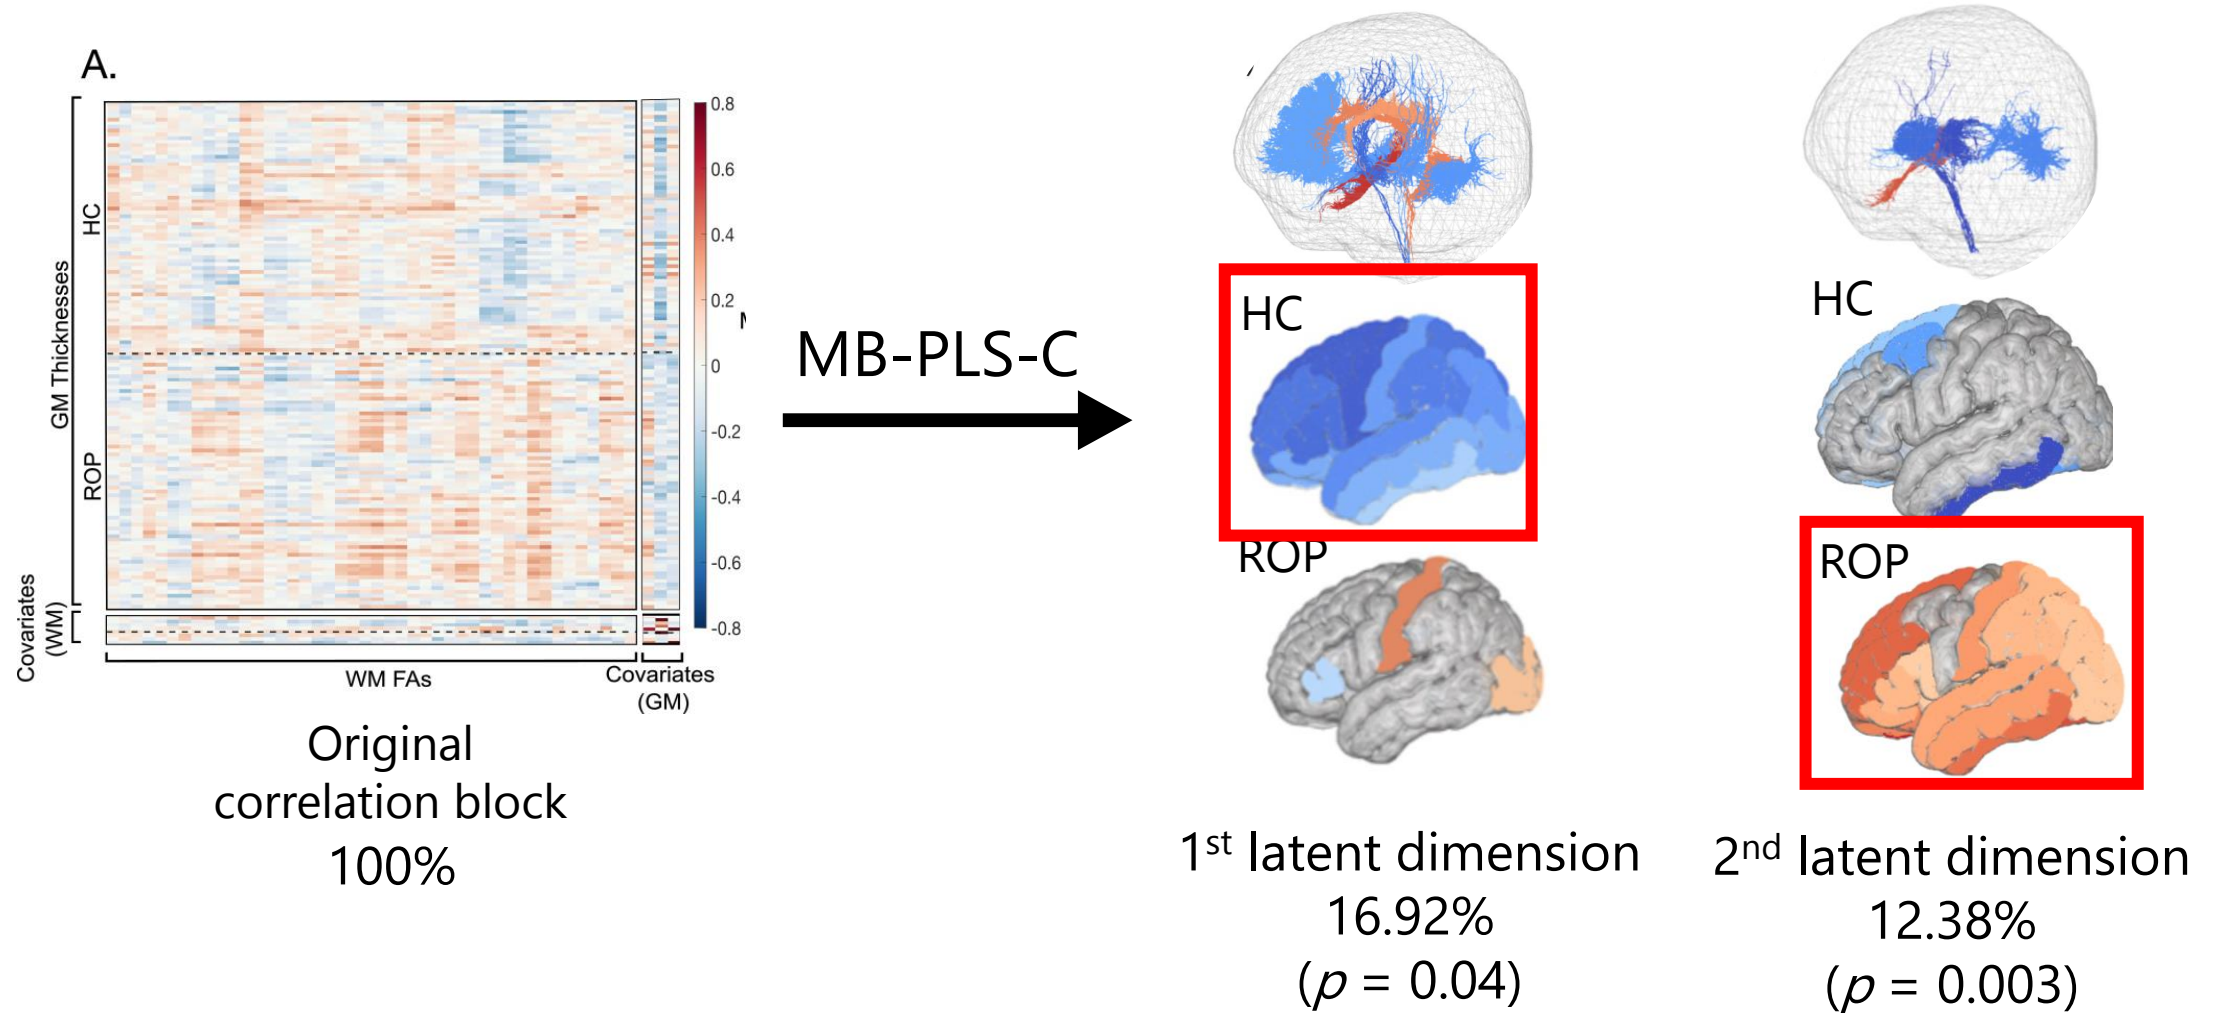 A.
HC
ROP
GM Thicknesses
Covariates
(WM)
WM FAs
Covariates
(GM)
0.8
0.6
0.4
0.2
0
-0.2
-0.4
-0.6
-0.8
Original
correlation block
100%
MB-PLS-C
HC
ROP
1st latent dimension
16.92%
(p = 0.04)
HC
ROP
2nd latent dimension
12.38%
(p = 0.003)